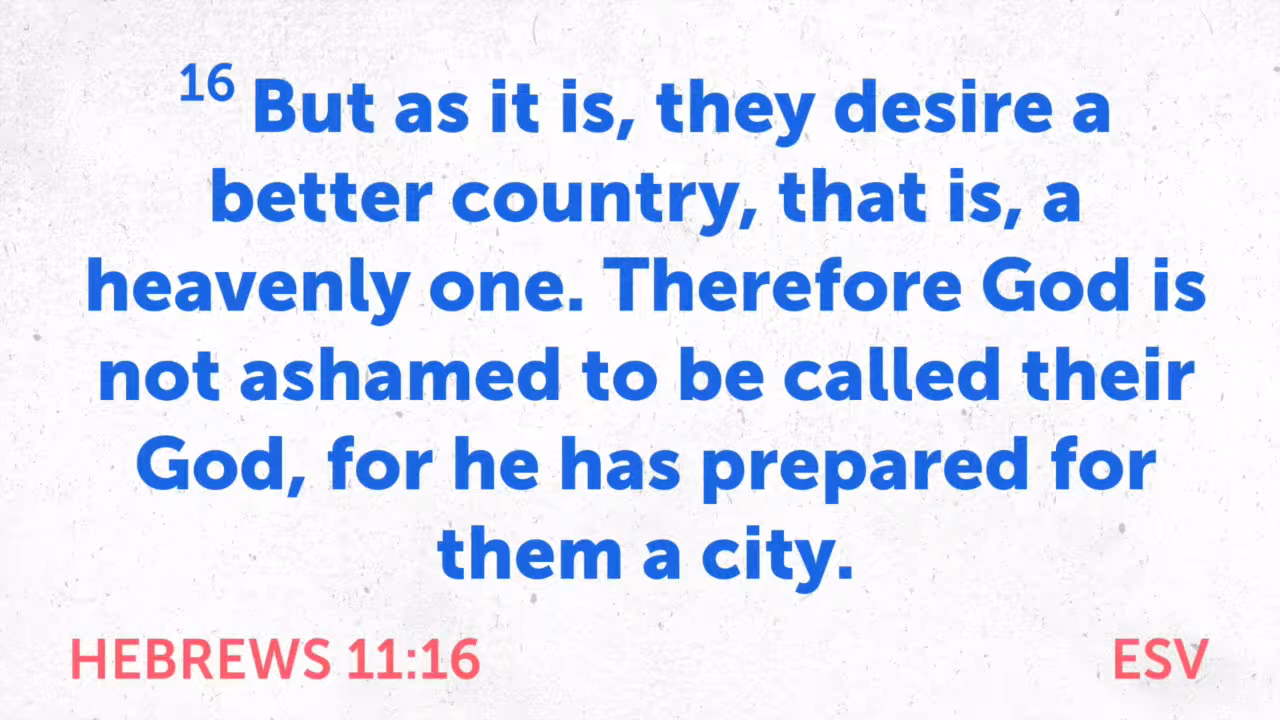 16 But as it is, they desire a
better country, that is, a
heavenly one. Therefore God is
not ashamed to be called their
God, for he has prepared for
them a city.
HEBREWS 11:16
ESV